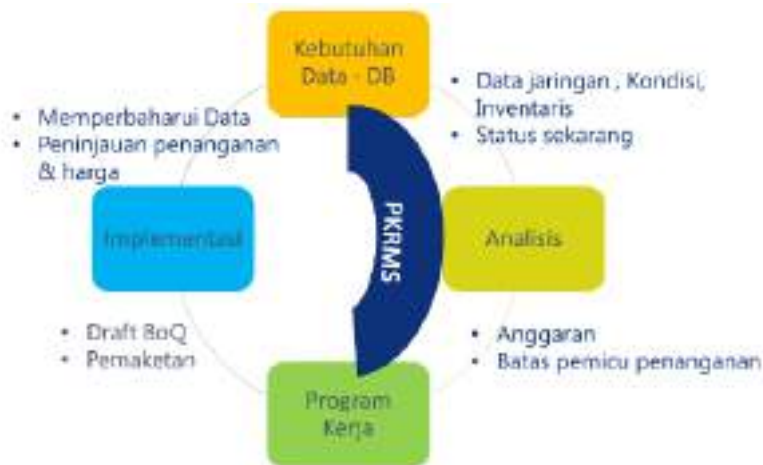 Kebutuhan
Data - DB
• Data jaringan , Kondisi,
Inventaris
• Status sekarang
• Memperbaharui Data
• Peninjauan penanganan
& harga
Implementasi
PKRMS
Analisis
• Draft BoQ
• Pemaketan
• Anggaran
• Batas pemicu penanganan
Program
Kerja